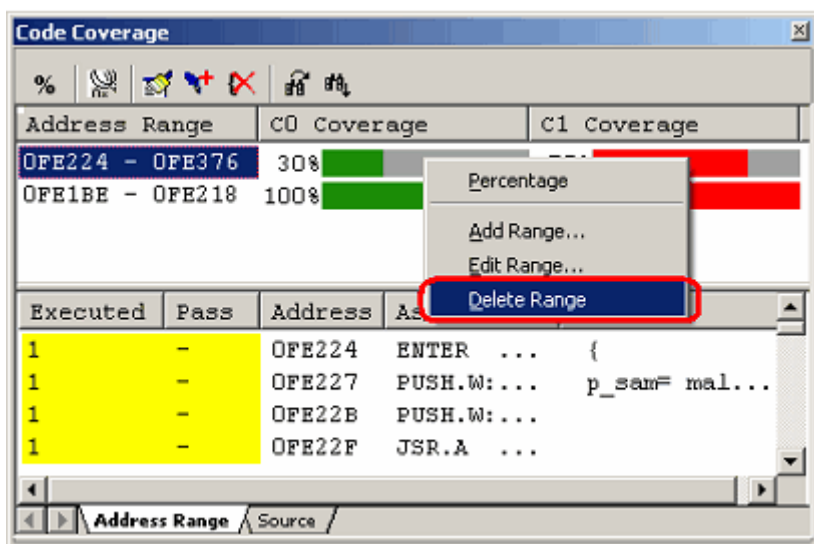 Code Coverage
%
Address Range C0 Coverage C1 Coverage
0FE224 - 0FE376 30%
0FE1BE - 0FE218 100%
Percentage
Add Range...
Edit Range...
Delete Range
Executed Pass Address As
1 - 0FE224 ENTER ... {
1 - 0FE227 PUSH.W:... p_sam= mal...
1 - 0FE22B PUSH.W:...
1 - 0FE22F JSR.A ...
Address Range Source